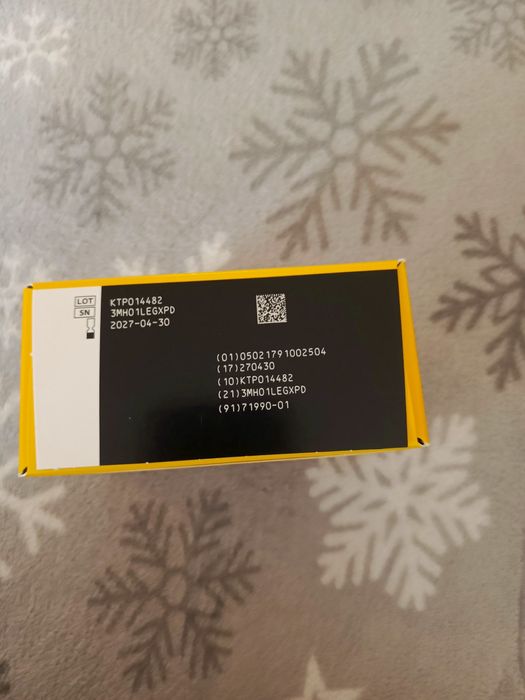 LOT KTP014482
SN 3MH01LEGXPD
2027-04-30
(01)05021791002504
(17)270430
(10)KTP014482
(21)3MH01LEGXPD
(91)71990-01